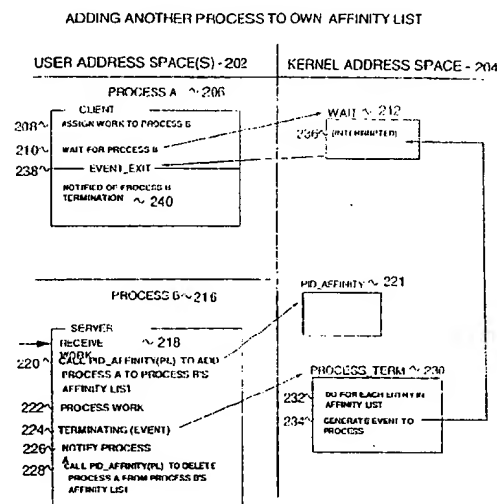 ADDING ANOTHER PROCESS TO OWN AFFINITY LIST
USER ADDRESS SPACE(S) - 202
KERNEL ADDRESS SPACE - 204
PROCESS A ~ 206
CLIENT
208~ ASSIGN WORK TO PROCESS B
210~ WAIT FOR PROCESS B
238~ EVENT_EXIT
NOTIFIED OF PROCESS B
TERMINATION ~ 240
WAIT ~ 212
236~ (INTERRUPTED)
PROCESS B ~ 216
SERVER
RECEIVE ~ 218
WORK
220~ CALL PID_AFFINITY(PL) TO ADD
PROCESS A TO PROCESS B'S
AFFINITY LIST
222~ PROCESS WORK
224~ TERMINATING (EVENT)
226~ NOTIFY PROCESS
A
228~ CALL PID_AFFINITY(PL) TO DELETE
PROCESS A FROM PROCESS B'S
AFFINITY LIST
PID_AFFINITY ~ 221
PROCESS_TERM ~ 230
232~ DO FOR EACH ENTRY IN
AFFINITY LIST
234~ GENERATE EVENT TO
PROCESS